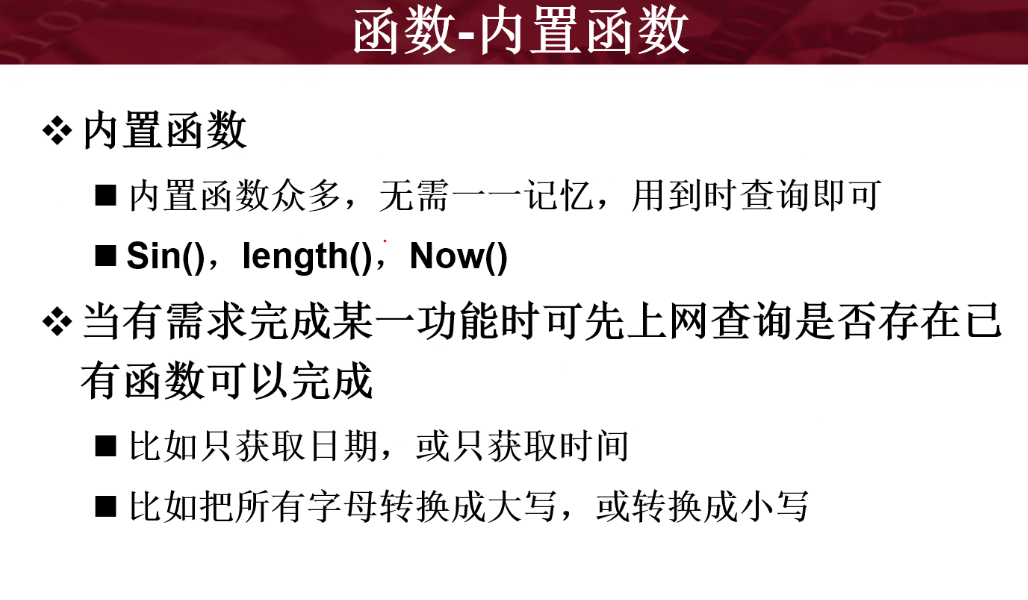 函数-内置函数
❖ 内置函数
■ 内置函数众多，无需一一记忆，用到时查询即可
■ Sin()，length()，Now()
❖ 当有需求完成某一功能时可先上网查询是否存在已
有函数可以完成
■ 比如只获取日期，或只获取时间
■ 比如把所有字母转换成大写，或转换成小写